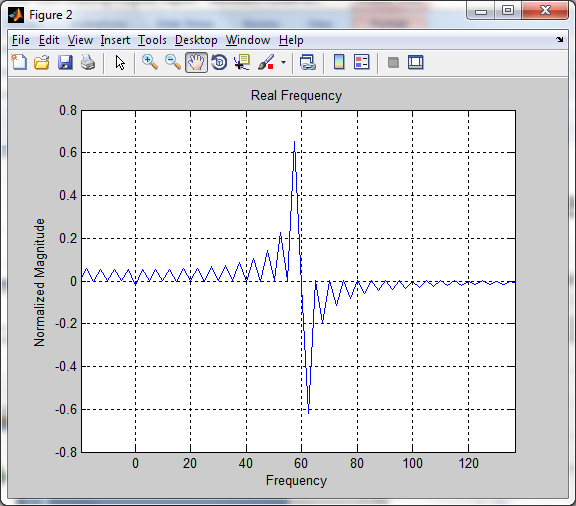 Figure 2
File Edit View Insert Tools Desktop Window Help
Real Frequency
0.8
0.6
0.4
0.2
0
-0.2
-0.4
-0.6
-0.8
Normalized Magnitude
0 20 40 60 80 100 120
Frequency